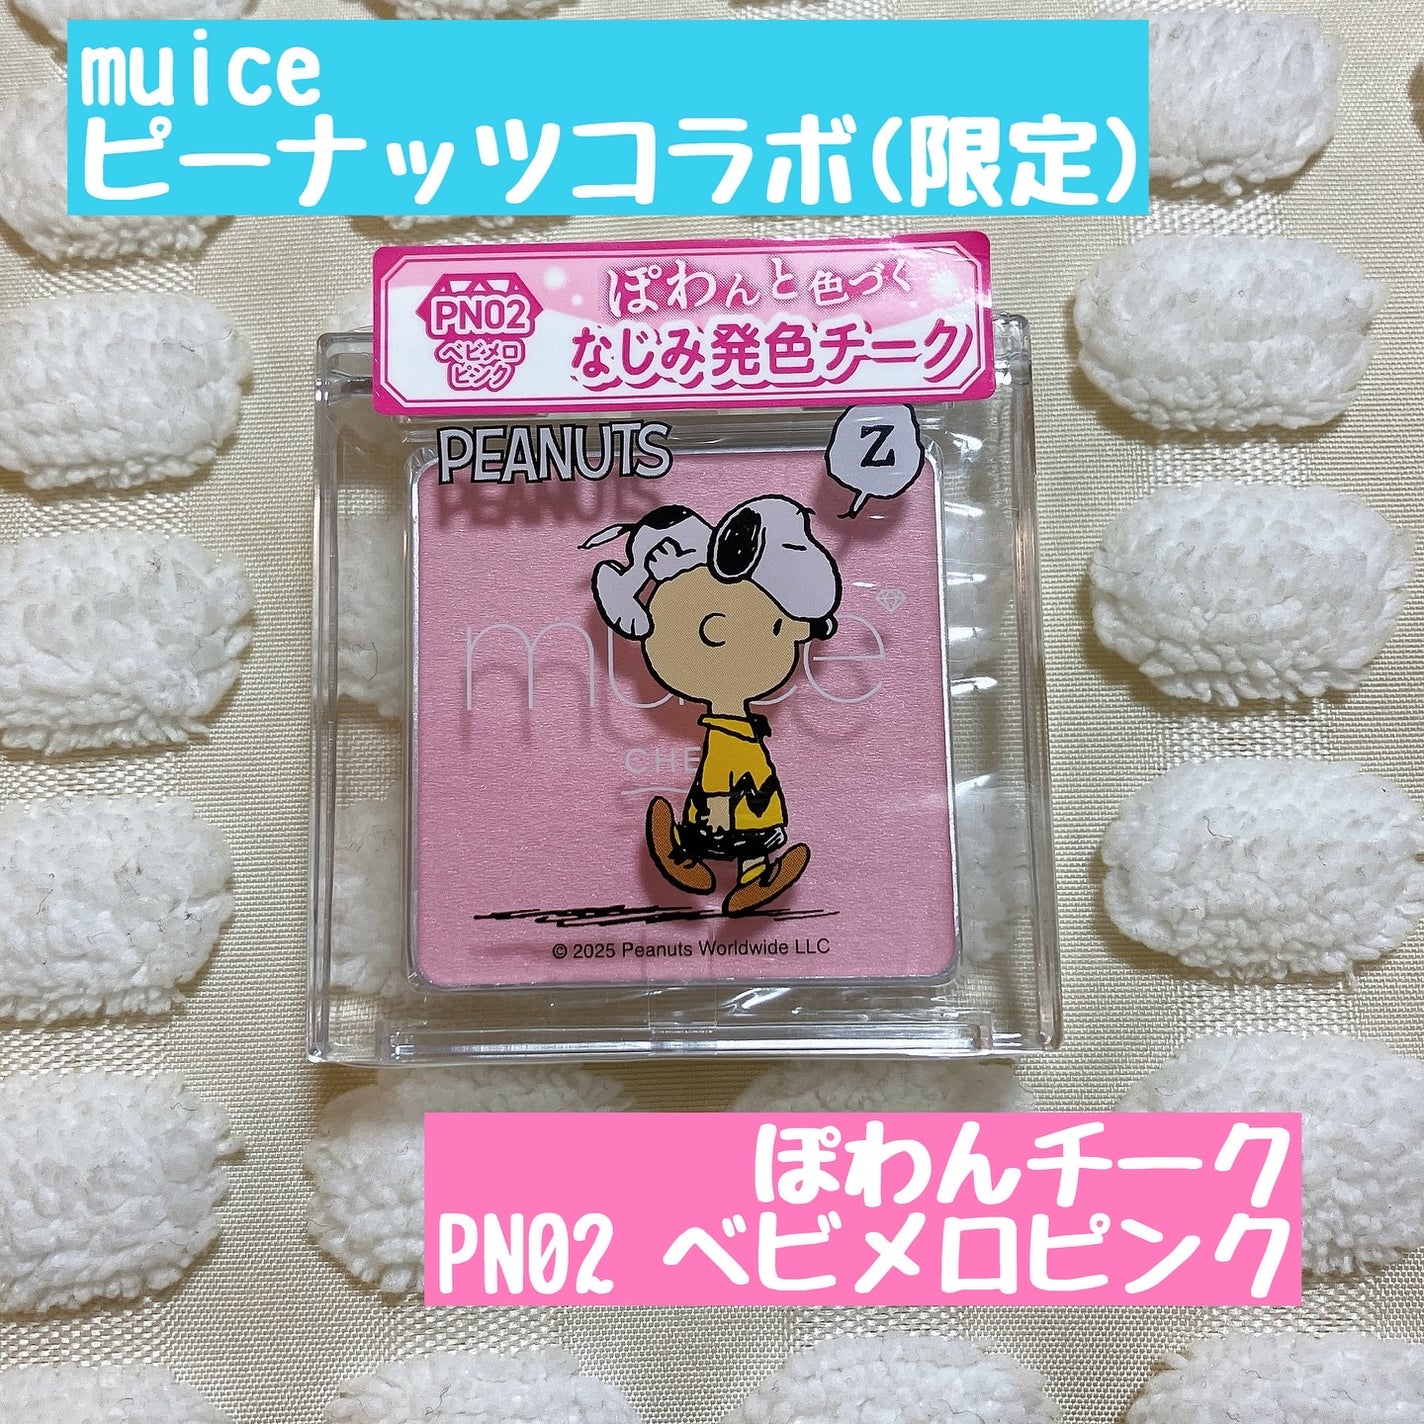 muice
ピーナッツコラボ(限定)
PN02
ベビメロ
ピンク
ぽわんと色づく
なじみ発色チーク
PEANUTS
Z
muice
CHE
© 2025 Peanuts Worldwide LLC
ぽわんチーク
PN02 ベビメロピンク